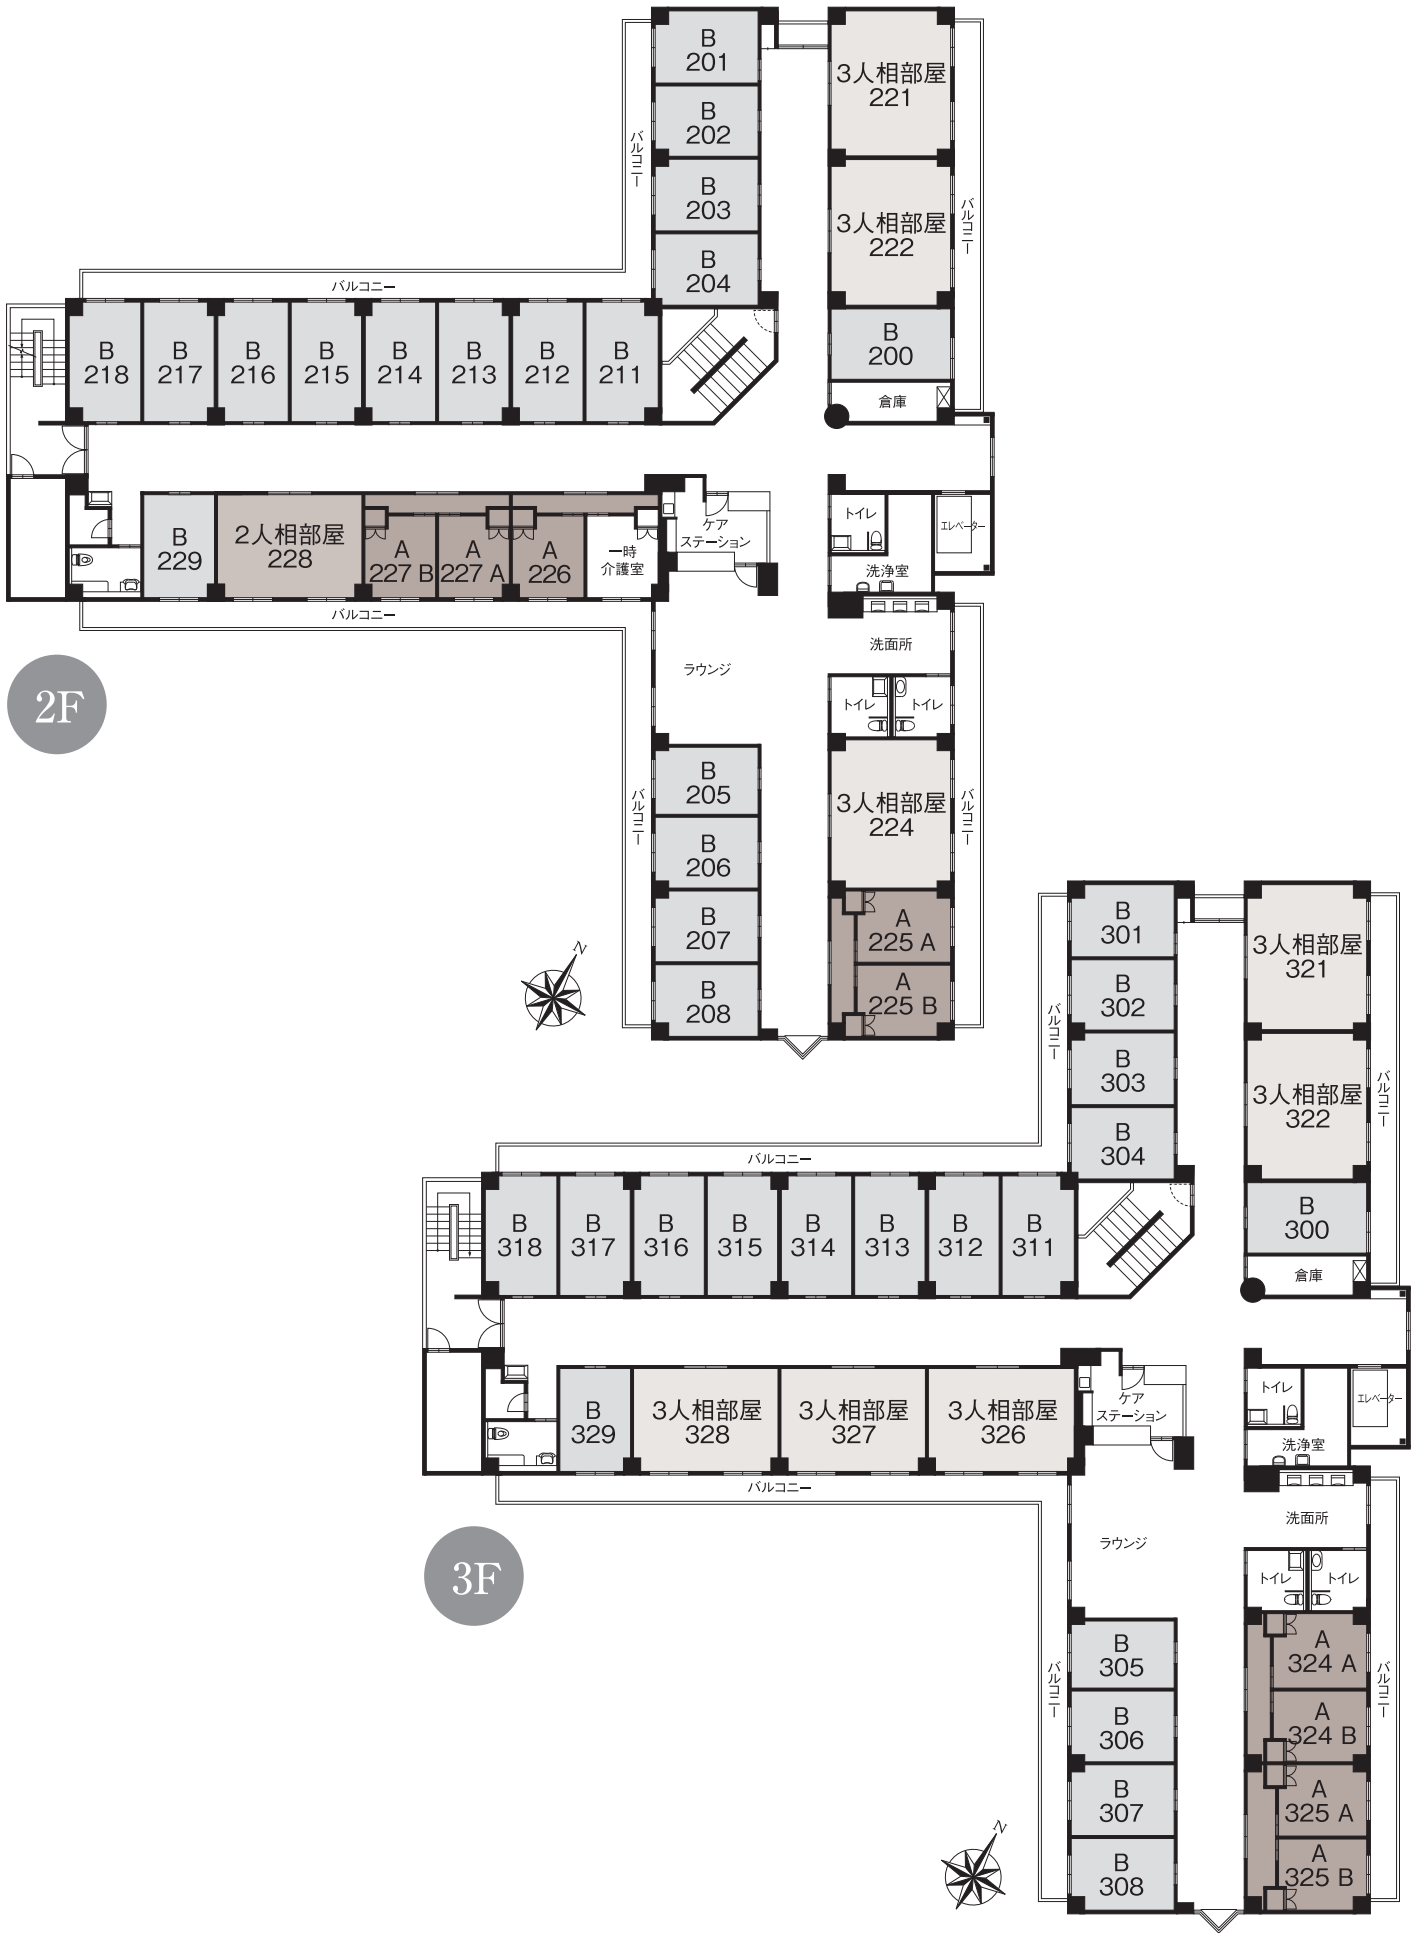 B
201
B
202
B
203
B
204
3人相部屋
221
3人相部屋
222
B
200
倉庫
バルコニー
バルコニー
バルコニー
B
218
B
217
B
216
B
215
B
214
B
213
B
212
B
211
B
229
2人相部屋
228
A
227 B
A
227 A
A
226
一時
介護室
ケア
ステーション
トイレ
エレベーター
洗浄室
洗面所
バルコニー
ラウンジ
トイレ
トイレ
2F
B
205
B
206
B
207
B
208
バルコニー
3人相部屋
224
A
225 A
A
225 B
バルコニー
N
B
301
B
302
B
303
B
304
3人相部屋
321
3人相部屋
322
B
300
倉庫
バルコニー
バルコニー
バルコニー
B
318
B
317
B
316
B
315
B
314
B
313
B
312
B
311
B
329
3人相部屋
328
3人相部屋
327
3人相部屋
326
ケア
ステーション
トイレ
エレベーター
洗浄室
洗面所
バルコニー
ラウンジ
トイレ
トイレ
3F
B
305
B
306
B
307
B
308
バルコニー
A
324 A
A
324 B
A
325 A
A
325 B
バルコニー
N